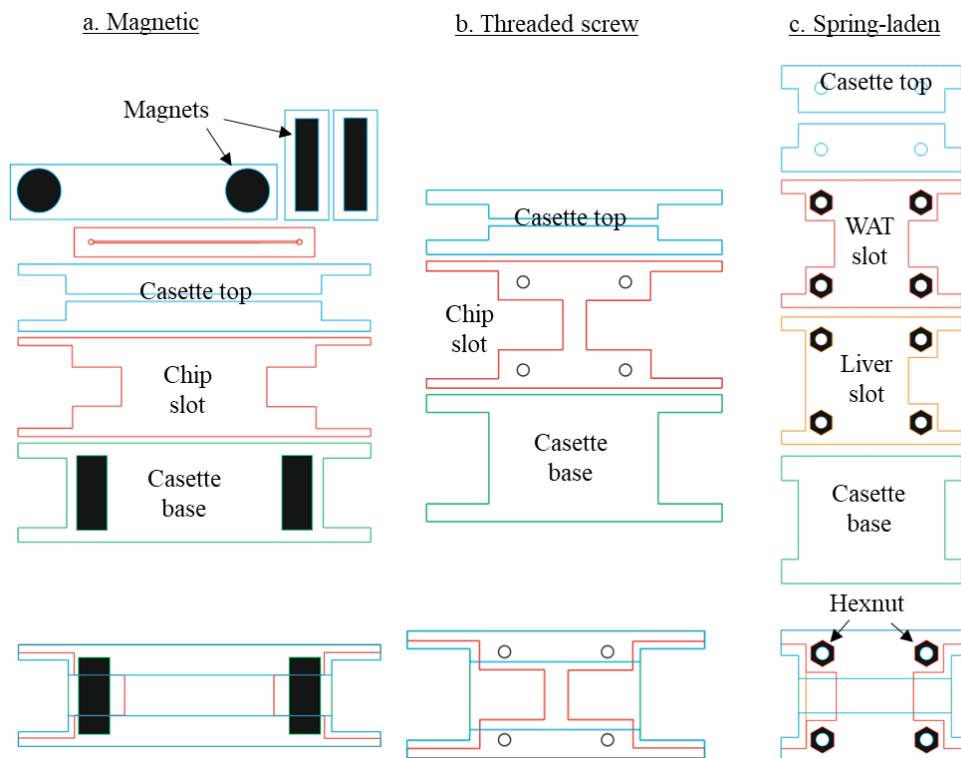 a. Magnetic
b. Threaded screw
c. Spring-laden
Magnets
Casette top
Chip
slot
Casette
base
Casette top
Chip
slot
Casette
base
Casette top
WAT
slot
Liver
slot
Casette
base
Hexnut